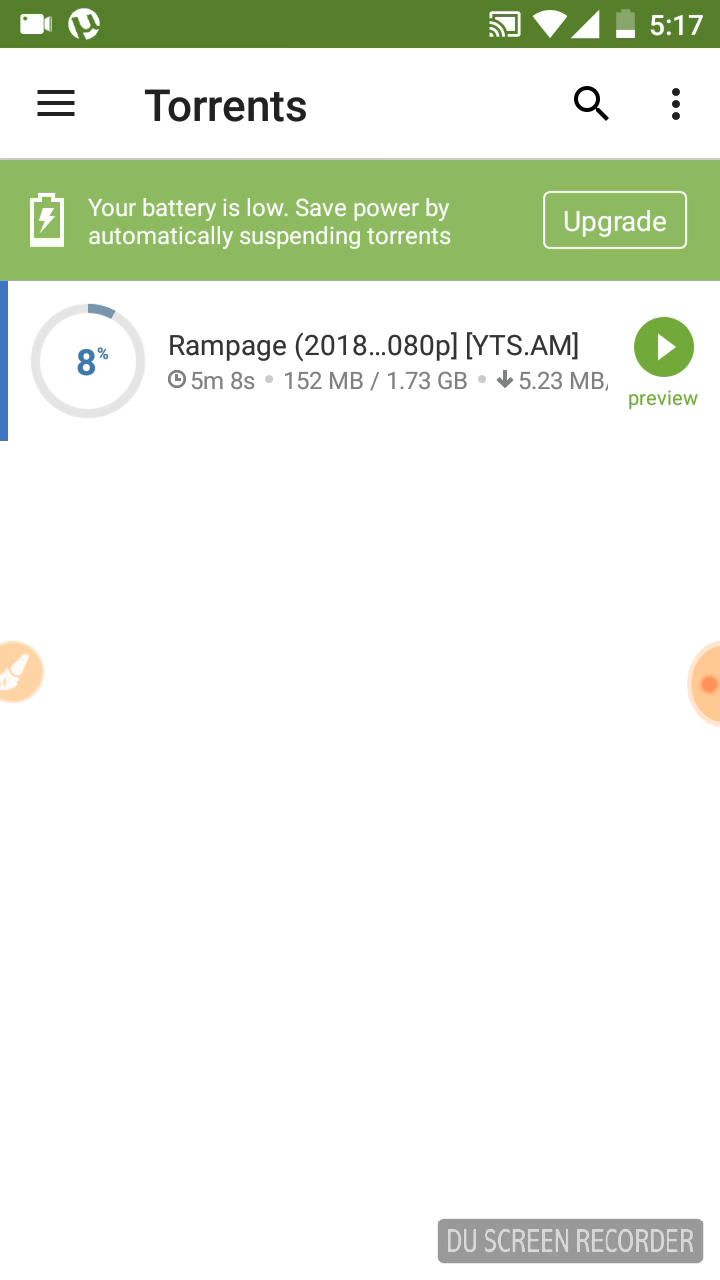 5:17
Torrents
Your battery is low. Save power by
automatically suspending torrents
Upgrade
8%
Rampage (2018...080p] [YTS.AM]
5m 8s • 152 MB / 1.73 GB • 5.23 MB/
preview
DU SCREEN RECORDER